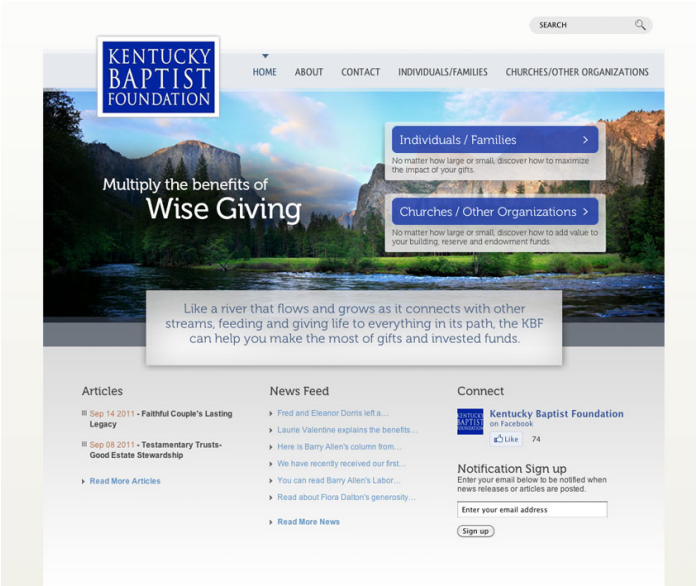 SEARCH
KENTUCKY
BAPTIST
FOUNDATION
HOME
ABOUT
CONTACT
INDIVIDUALS/FAMILIES
CHURCHES/OTHER ORGANIZATIONS
Multiply the benefits of
Wise Giving
Individuals / Families
No matter how large or small, discover how to maximize
the impact of your gifts.
Churches / Other Organizations
No matter how large or small, discover how to add value to
your building, reserve and endowment funds.
Like a river that flows and grows as it connects with other
streams, feeding and giving life to everything in its path, the KBF
can help you make the most of gifts and invested funds.
Articles
Sep 14 2011 - Faithful Couple's Lasting
Legacy
Sep 08 2011 - Testamentary Trusts-
Good Estate Stewardship
Read More Articles
News Feed
Fred and Eleanor Dorris left a...
Laurie Valentine explains the benefits...
Here is Barry Allen's column from...
We have recently received our first...
You can read Barry Allen's Labor...
Read about Flora Dalton's generosity...
Read More News
Connect
KENTUCKY
BAPTIST
FOUNDATION
Kentucky Baptist Foundation
on Facebook
Like 74
Notification Sign up
Enter your email below to be notified when
news releases or articles are posted.
Enter your email address
Sign up